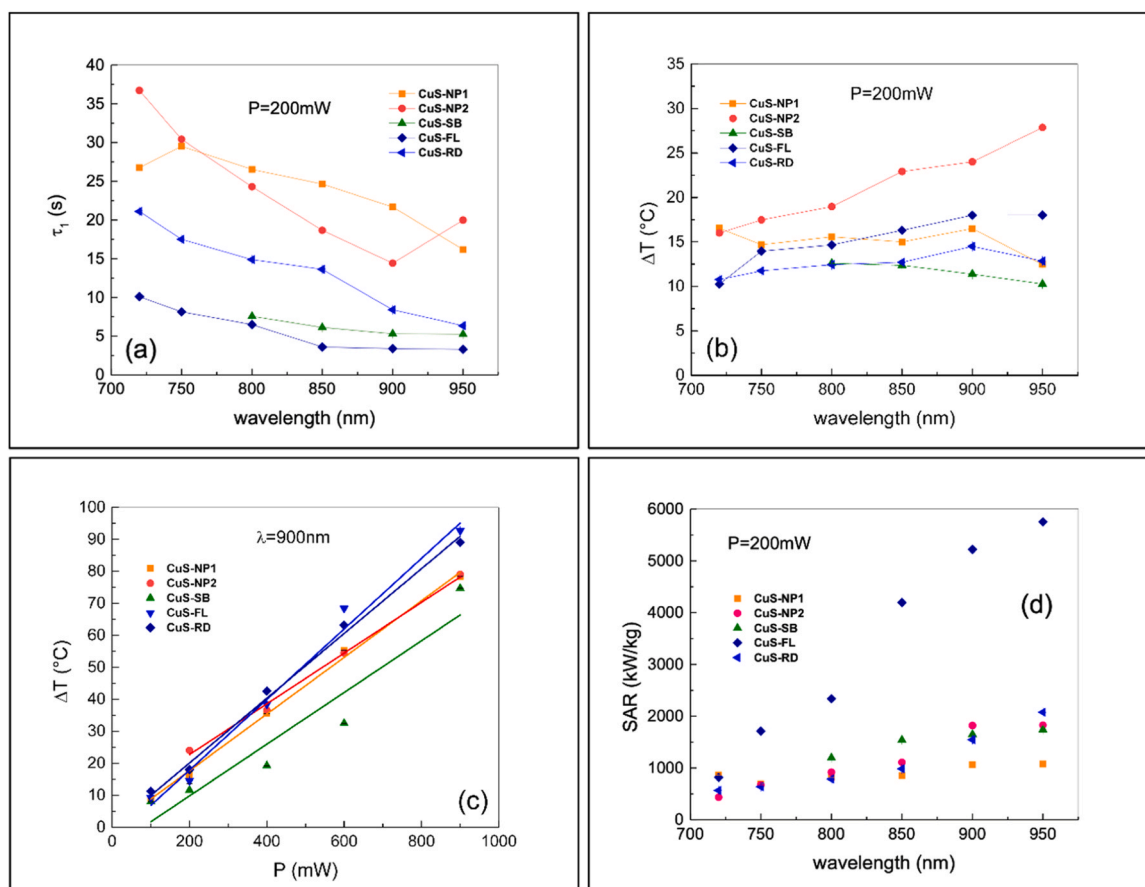 40
35
30
25
20
15
10
5
0
τ₁ (s)
P=200mW
CuS-NP1
CuS-NP2
CuS-SB
CuS-FL
CuS-RD
(a)
700 750 800 850 900 950
wavelength (nm)
35
30
25
20
15
10
5
0
ΔT (°C)
P=200mW
CuS-NP1
CuS-NP2
CuS-SB
CuS-FL
CuS-RD
(b)
700 750 800 850 900 950
wavelength (nm)
100
90
80
70
60
50
40
30
20
10
0
ΔT (°C)
λ=900nm
CuS-NP1
CuS-NP2
CuS-SB
CuS-FL
CuS-RD
(c)
0 200 400 600 800 1000
P (mW)
6000
5000
4000
3000
2000
1000
0
SAR (kW/kg)
P=200mW
CuS-NP1
CuS-NP2
CuS-SB
CuS-FL
CuS-RD
(d)
700 750 800 850 900 950
wavelength (nm)